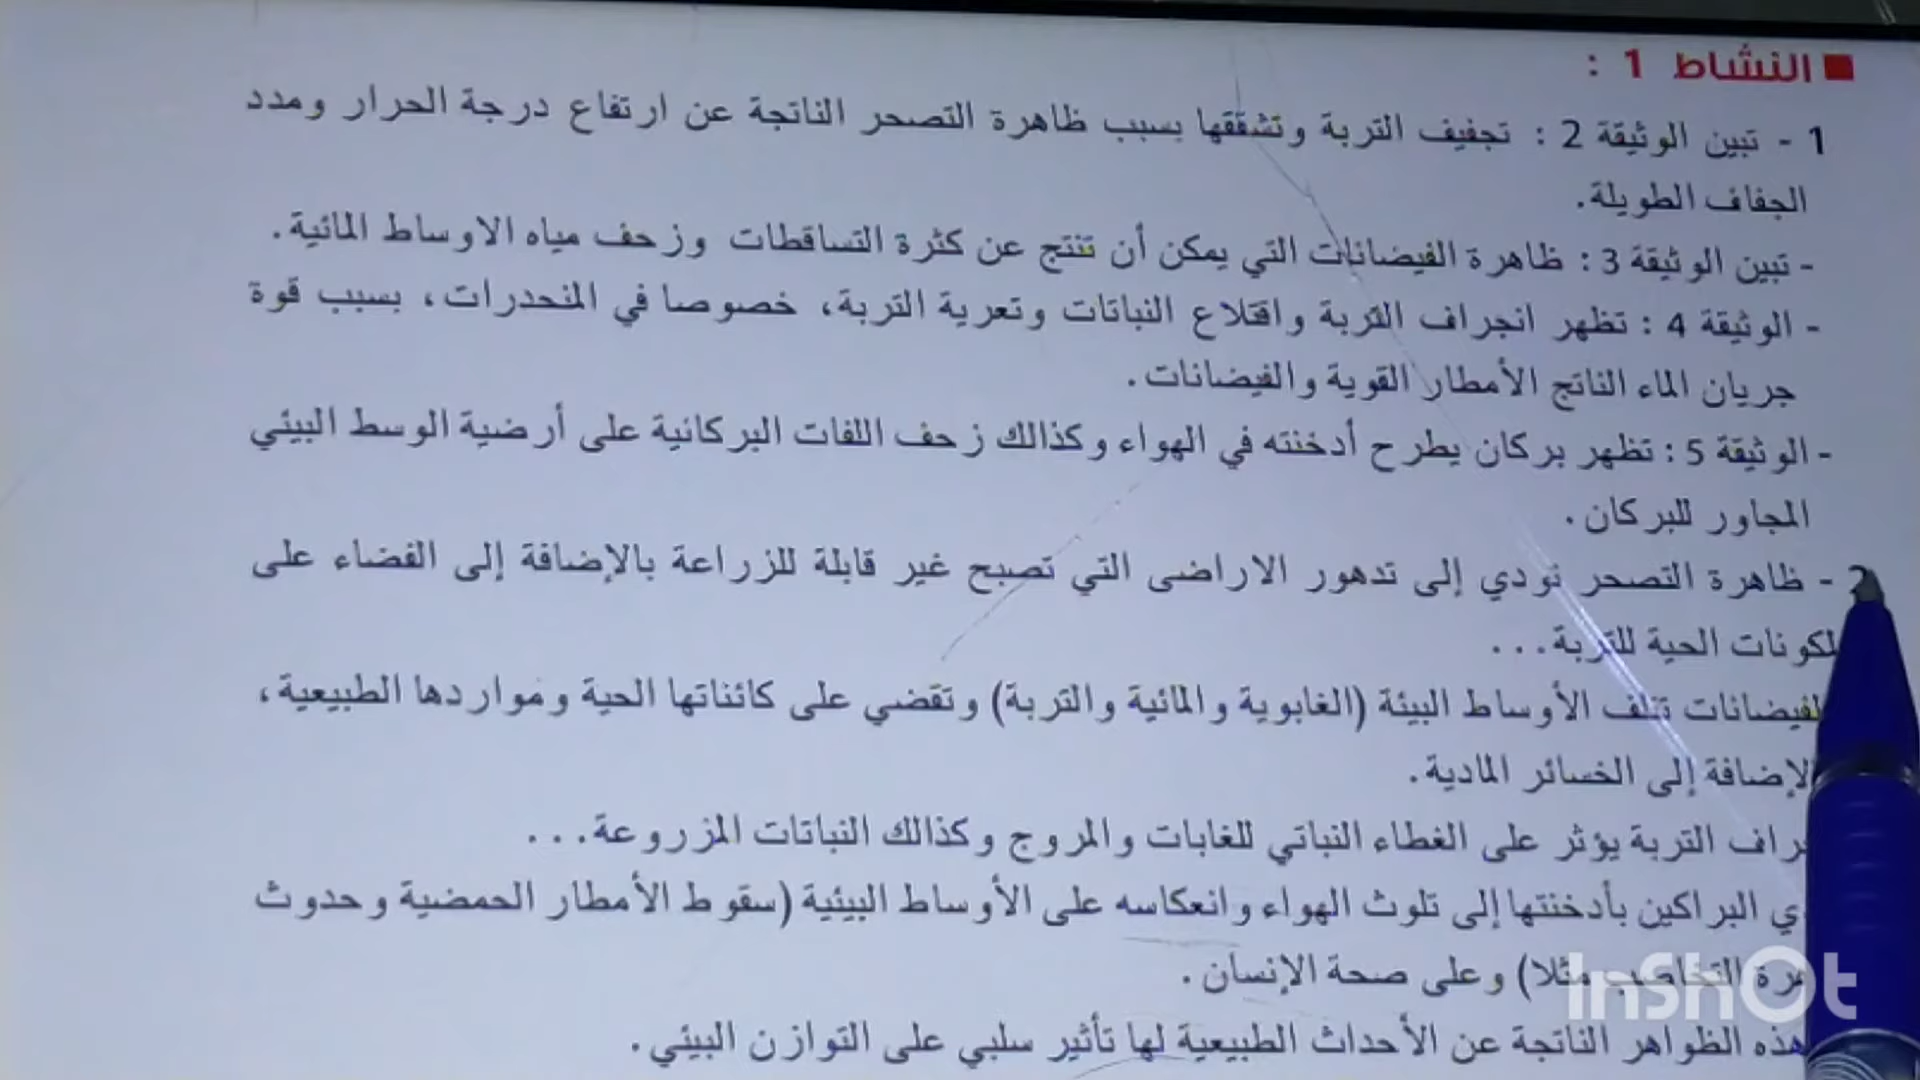 ■ النشاط 1 :
1 - تبين الوثيقة 2 : تجفيف التربة وتشققها بسبب ظاهرة التصحر الناتجة عن ارتفاع درجة الحرار ومدد
الجفاف الطويلة.
- تبين الوثيقة 3 : ظاهرة الفيضانات التي يمكن أن تنتج عن كثرة التساقطات وزحف مياه الاوساط المائية.
- الوثيقة 4 : تظهر انجراف التربة واقتلاع النباتات وتعرية التربة، خصوصا في المنحدرات، بسبب قوة
جريان الماء الناتج الأمطار القوية والفيضانات.
- الوثيقة 5 : تظهر بركان يطرح أدخنته في الهواء وكذالك زحف اللفات البركانية على أرضية الوسط البيئي
المجاور للبركان.
2 - ظاهرة التصحر تودي إلى تدهور الاراضى التي تصبح غير قابلة للزراعة بالإضافة إلى القضاء على
لمكونات الحية للتربة...
لفيضانات تتلف الأوساط البيئة (الغابوية والمائية والتربة) وتقضي على كائناتها الحية ومواردها الطبيعية،
لإضافة إلى الخسائر المادية.
راف التربة يؤثر على الغطاء النباتي للغابات والمروج وكذالك النباتات المزروعة...
ي البراكين بأدخنتها إلى تلوث الهواء وانعكاسه على الأوساط البيئية (سقوط الأمطار الحمضية وحدوث
مثلا) وعلى صحة الإنسان.
هذه الظواهر الناتجة عن الأحداث الطبيعية لها تأثير سلبي على التوازن البيئي.
InShOt